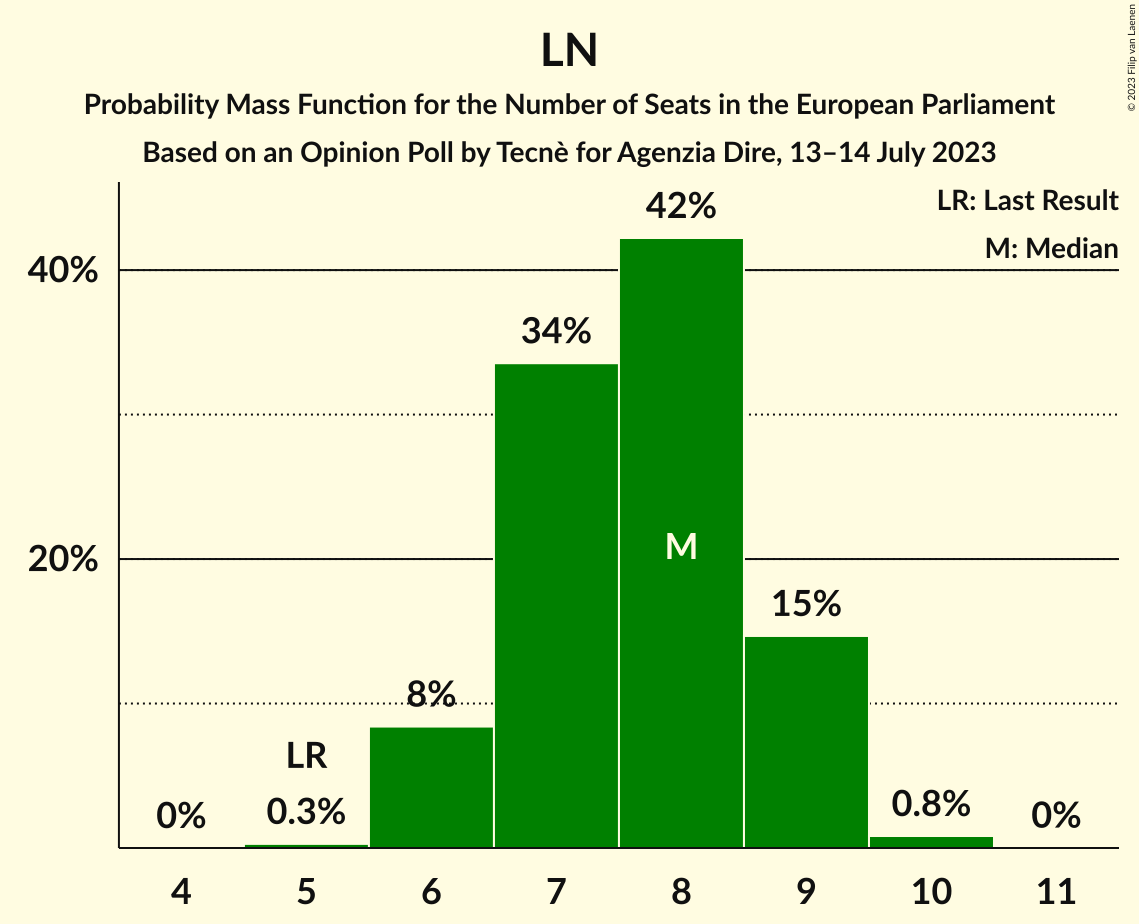 LN
Probability Mass Function for the Number of Seats in the European Parliament
Based on an Opinion Poll by Tecnè for Agenzia Dire, 13–14 July 2023
© 2023 Filip van Laenen
LR: Last Result
M: Median
40%
20%
0%
LR
0.3%
8%
34%
42%
M
15%
0.8%
0%
4 5 6 7 8 9 10 11